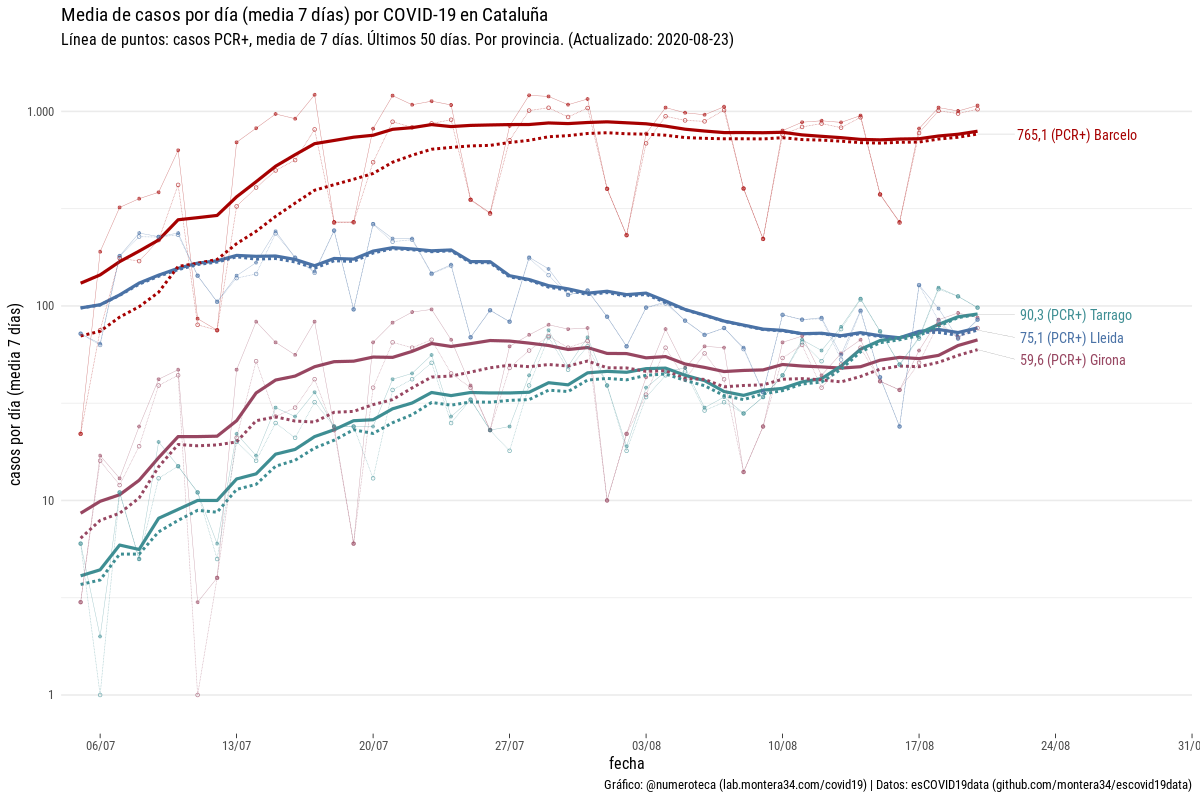 Media de casos por día (media 7 días) por COVID-19 en Cataluña
Línea de puntos: casos PCR+, media de 7 días. Últimos 50 días. Por provincia. (Actualizado: 2020-08-23)
casos por día (media 7 días)
1.000
100
10
1
765,1 (PCR+) Barcelo
90,3 (PCR+) Tarrago
75,1 (PCR+) Lleida
59,6 (PCR+) Girona
06/07 13/07 20/07 27/07 03/08 10/08 17/08 24/08 31/0
fecha
Gráfico: @numeroteca (lab.montera34.com/covid19) | Datos: esCOVID19data (github.com/montera34/escovid19data)